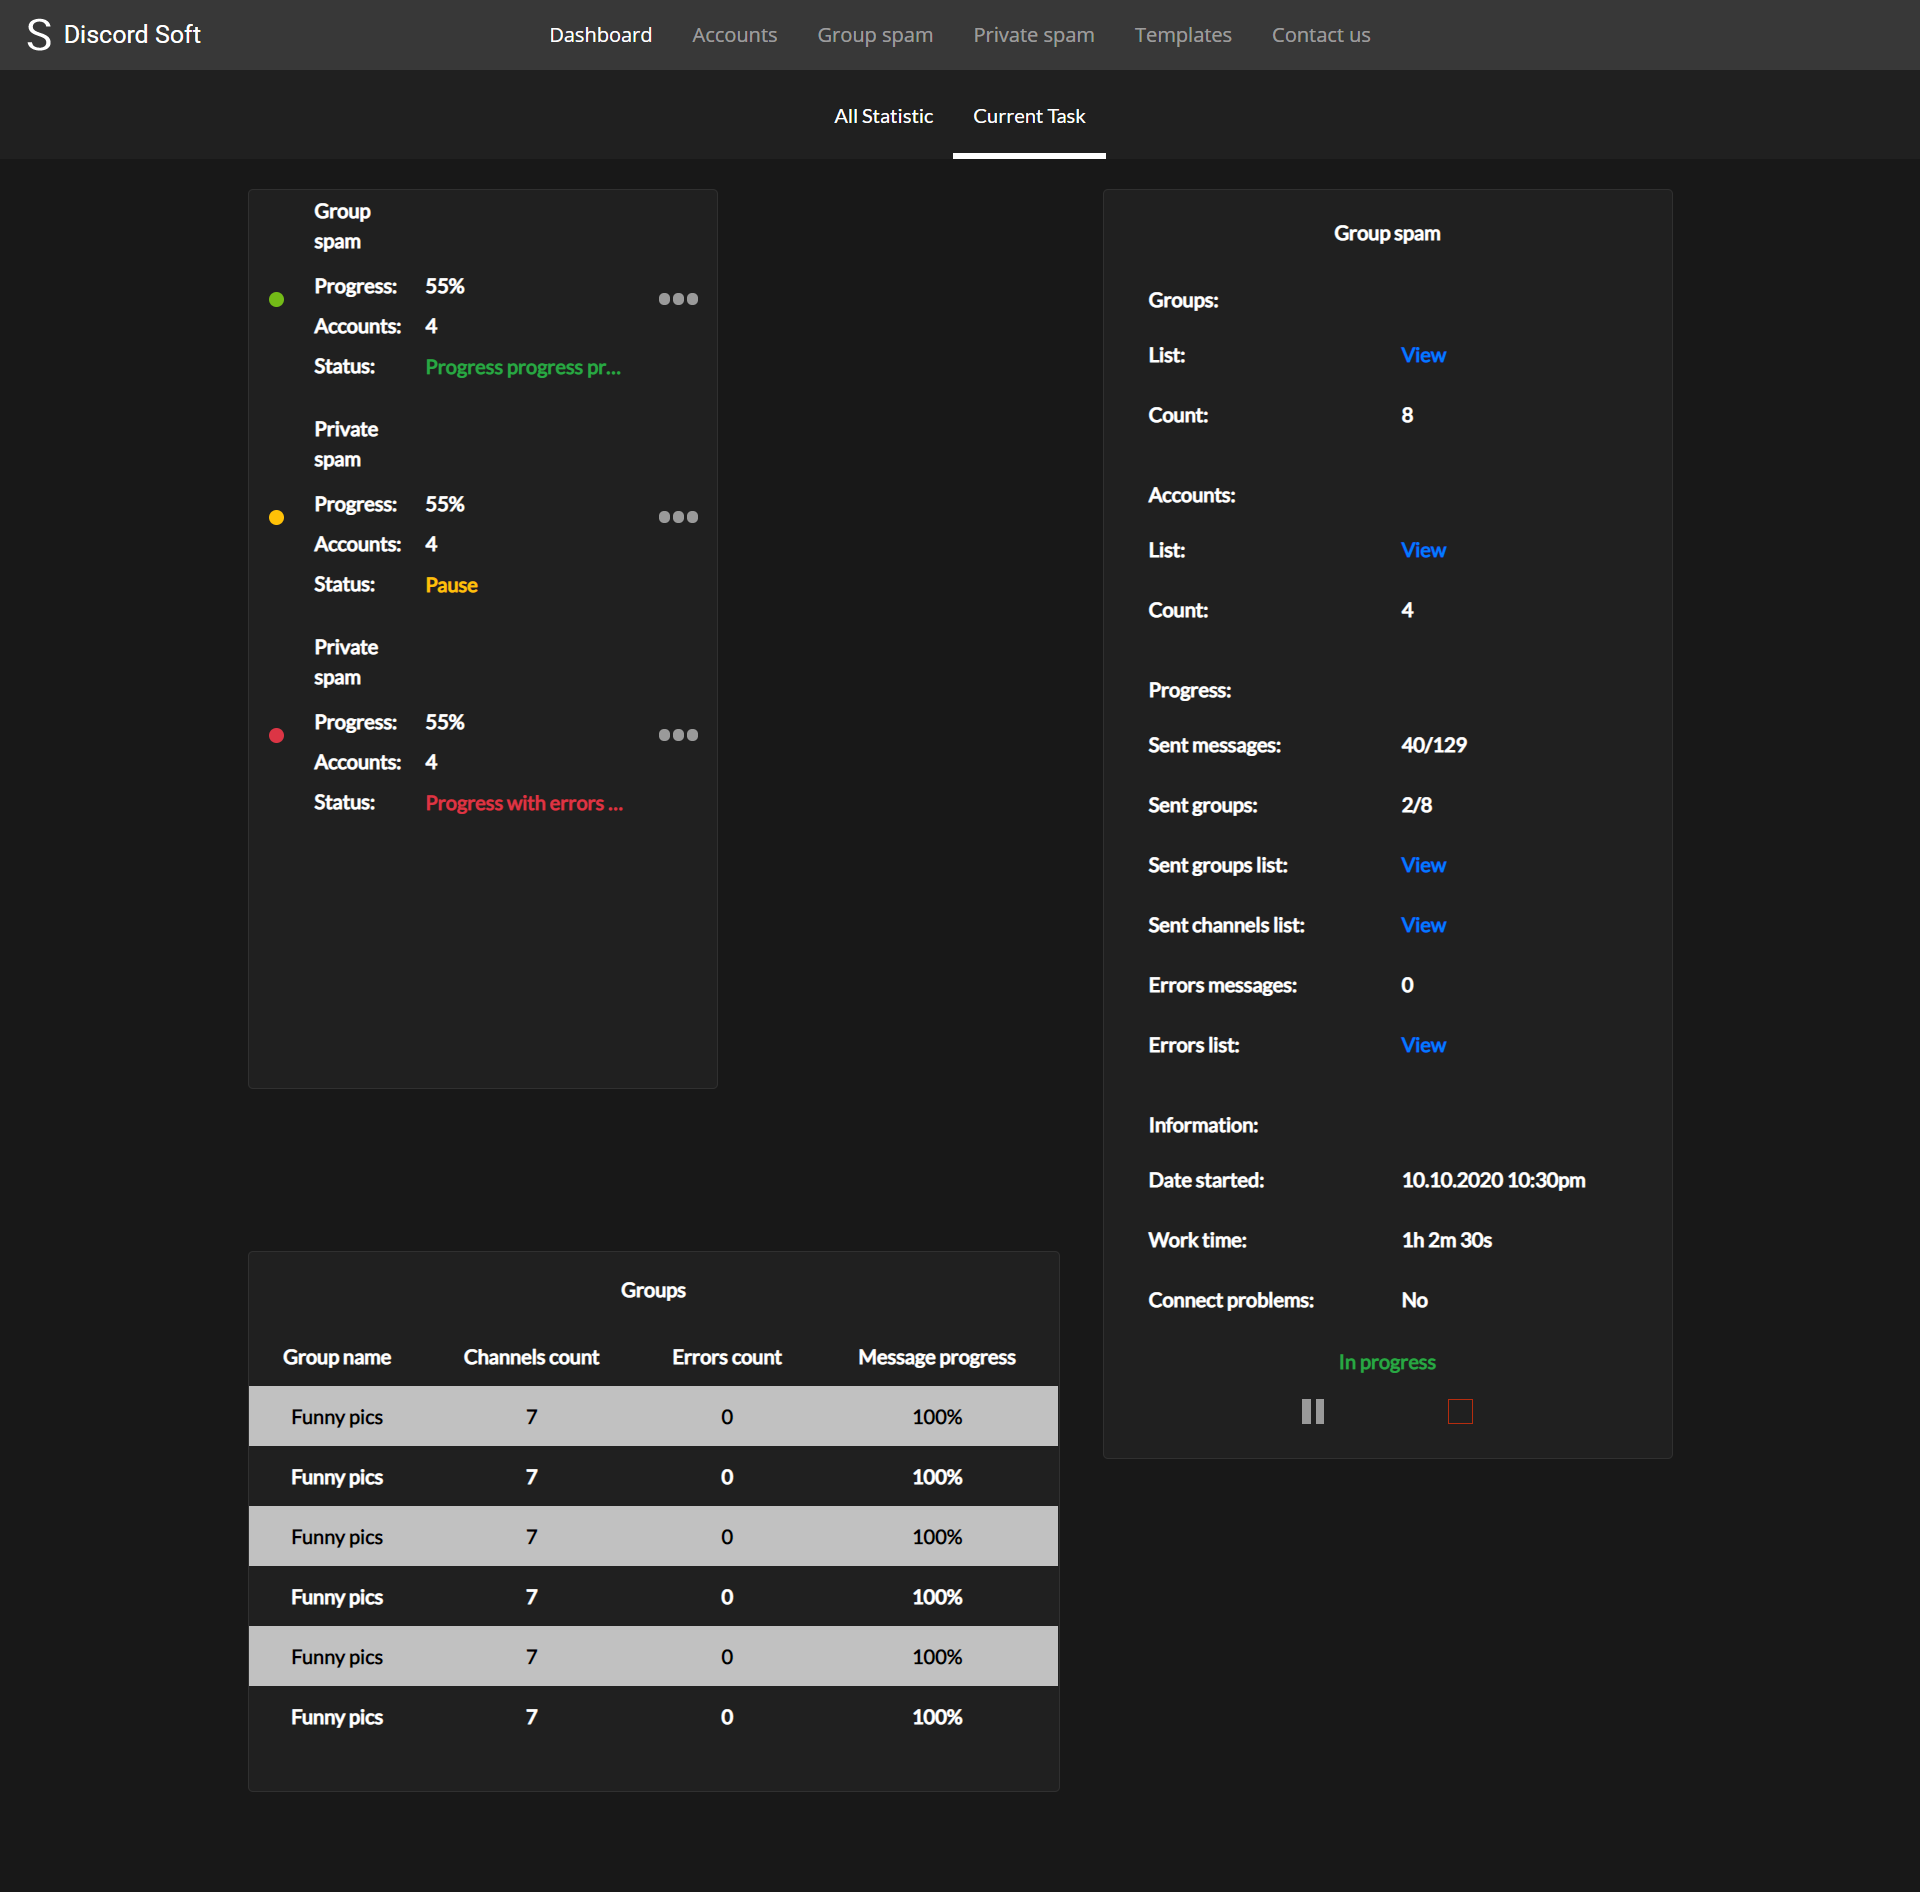 S Discord Soft
Dashboard Accounts Group spam Private spam Templates Contact us
All Statistic Current Task
Group
spam
Progress: 55%
Accounts: 4
Status: Progress progress pr...
Private
spam
Progress: 55%
Accounts: 4
Status: Pause
Private
spam
Progress: 55%
Accounts: 4
Status: Progress with errors ...
Group spam
Groups:
List: View
Count: 8
Accounts:
List: View
Count: 4
Progress:
Sent messages: 40/129
Sent groups: 2/8
Sent groups list: View
Sent channels list: View
Errors messages: 0
Errors list: View
Information:
Date started: 10.10.2020 10:30pm
Work time: 1h 2m 30s
Connect problems: No
In progress
Groups
Group name Channels count Errors count Message progress
Funny pics 7 0 100%
Funny pics 7 0 100%
Funny pics 7 0 100%
Funny pics 7 0 100%
Funny pics 7 0 100%
Funny pics 7 0 100%